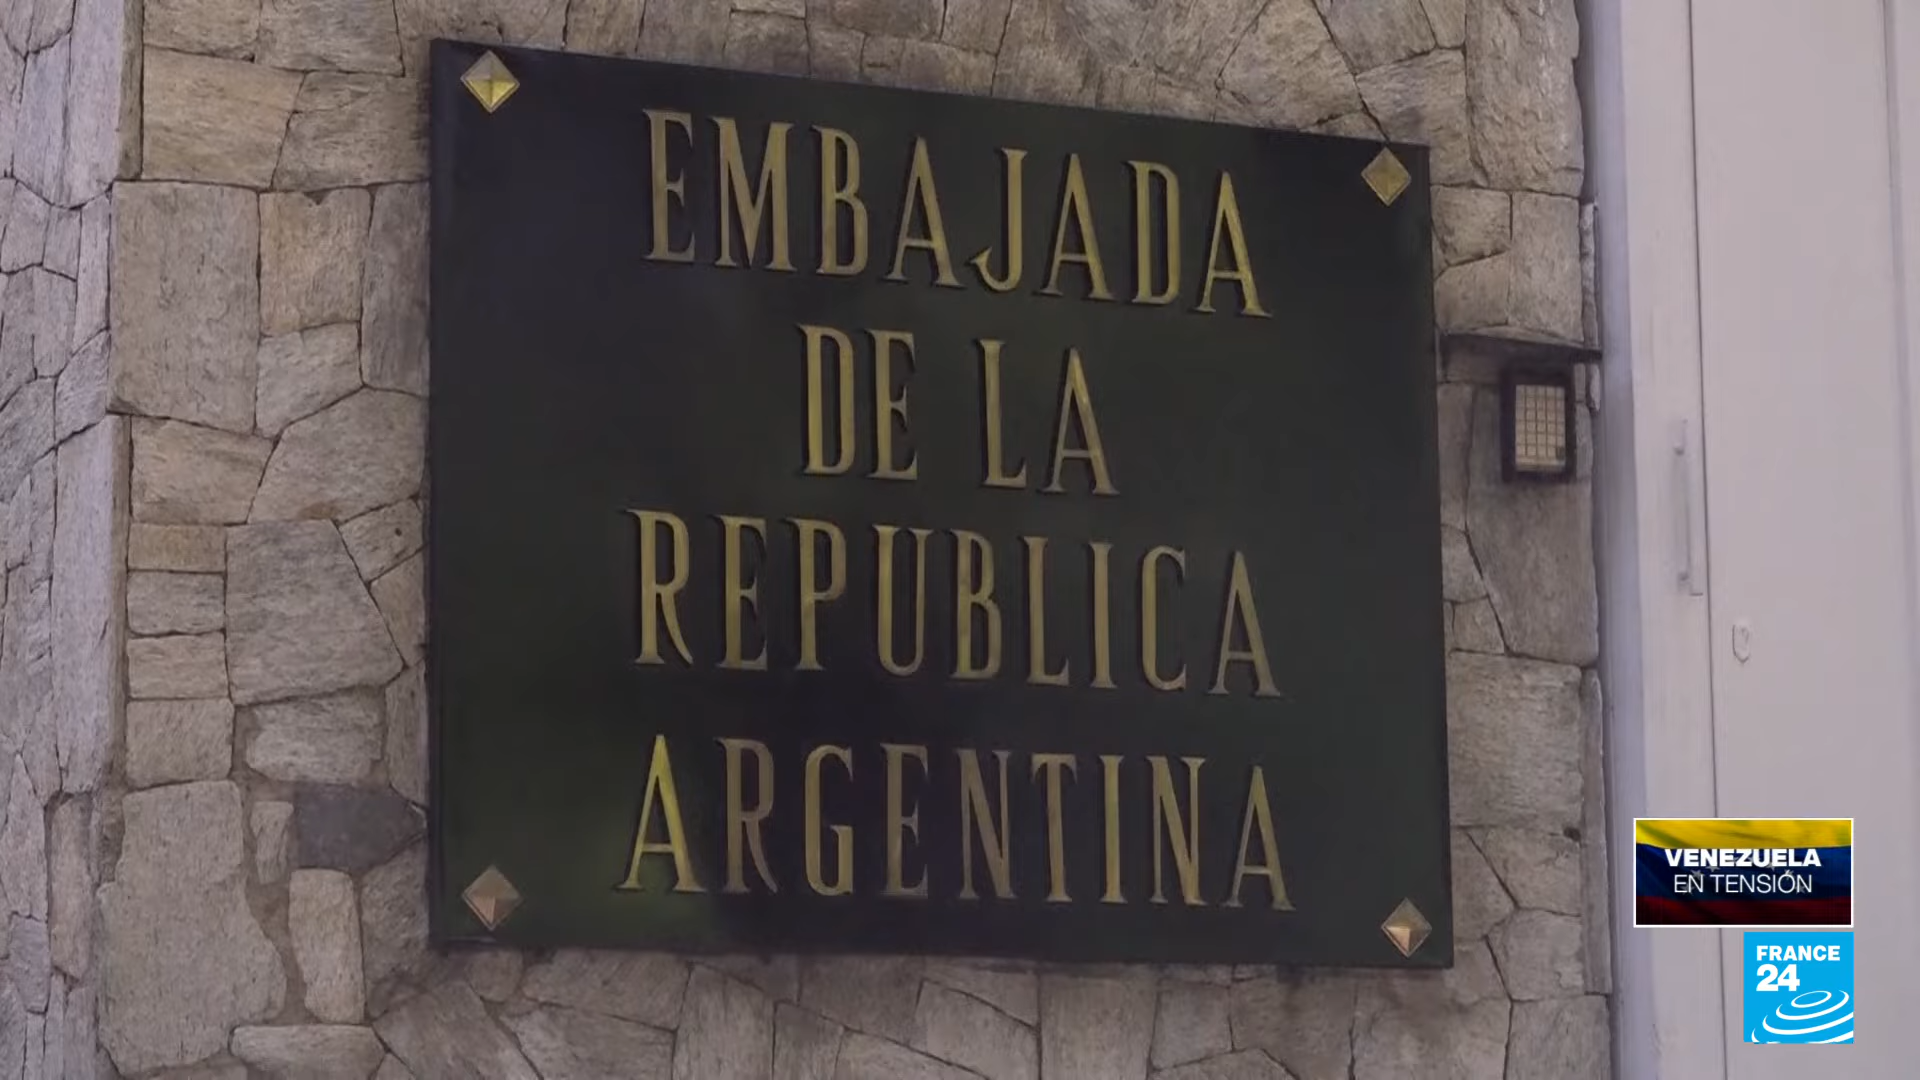 EMBAJADA
DE LA
REPUBLICA
ARGENTINA
VENEZUELA
EN TENSIÓN
FRANCE
24